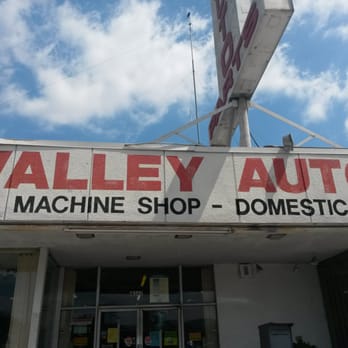 VALLEY AUTO
MACHINE SHOP - DOMESTIC